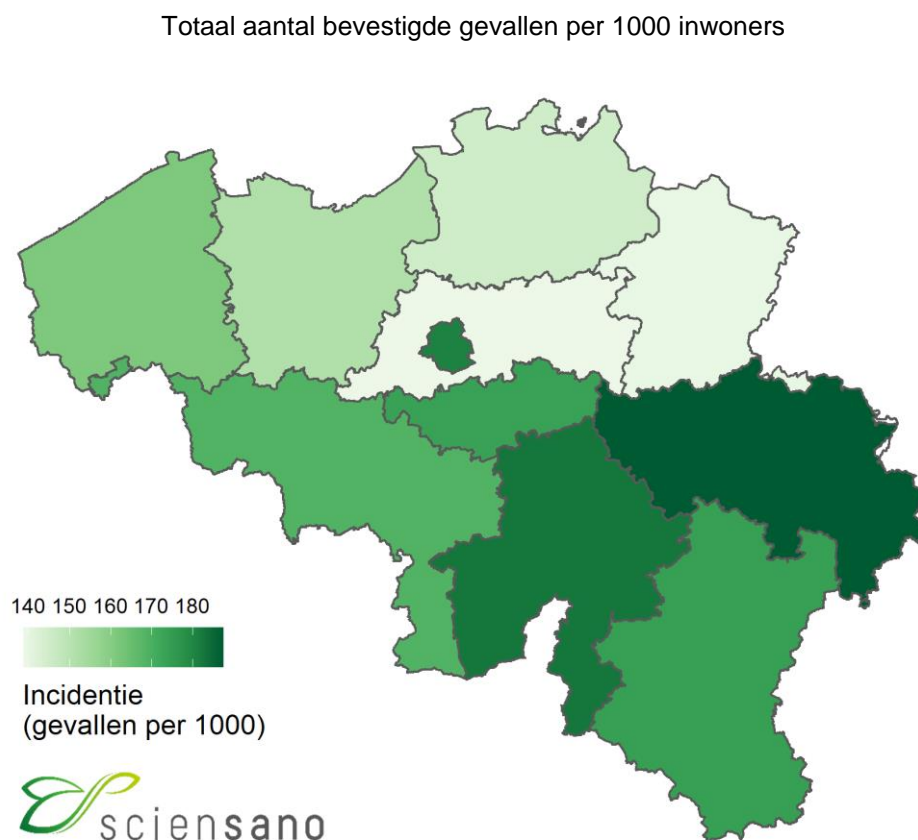 Totaal aantal bevestigde gevallen per 1000 inwoners
140 150 160 170 180
Incidentie
(gevallen per 1000)
sciensano